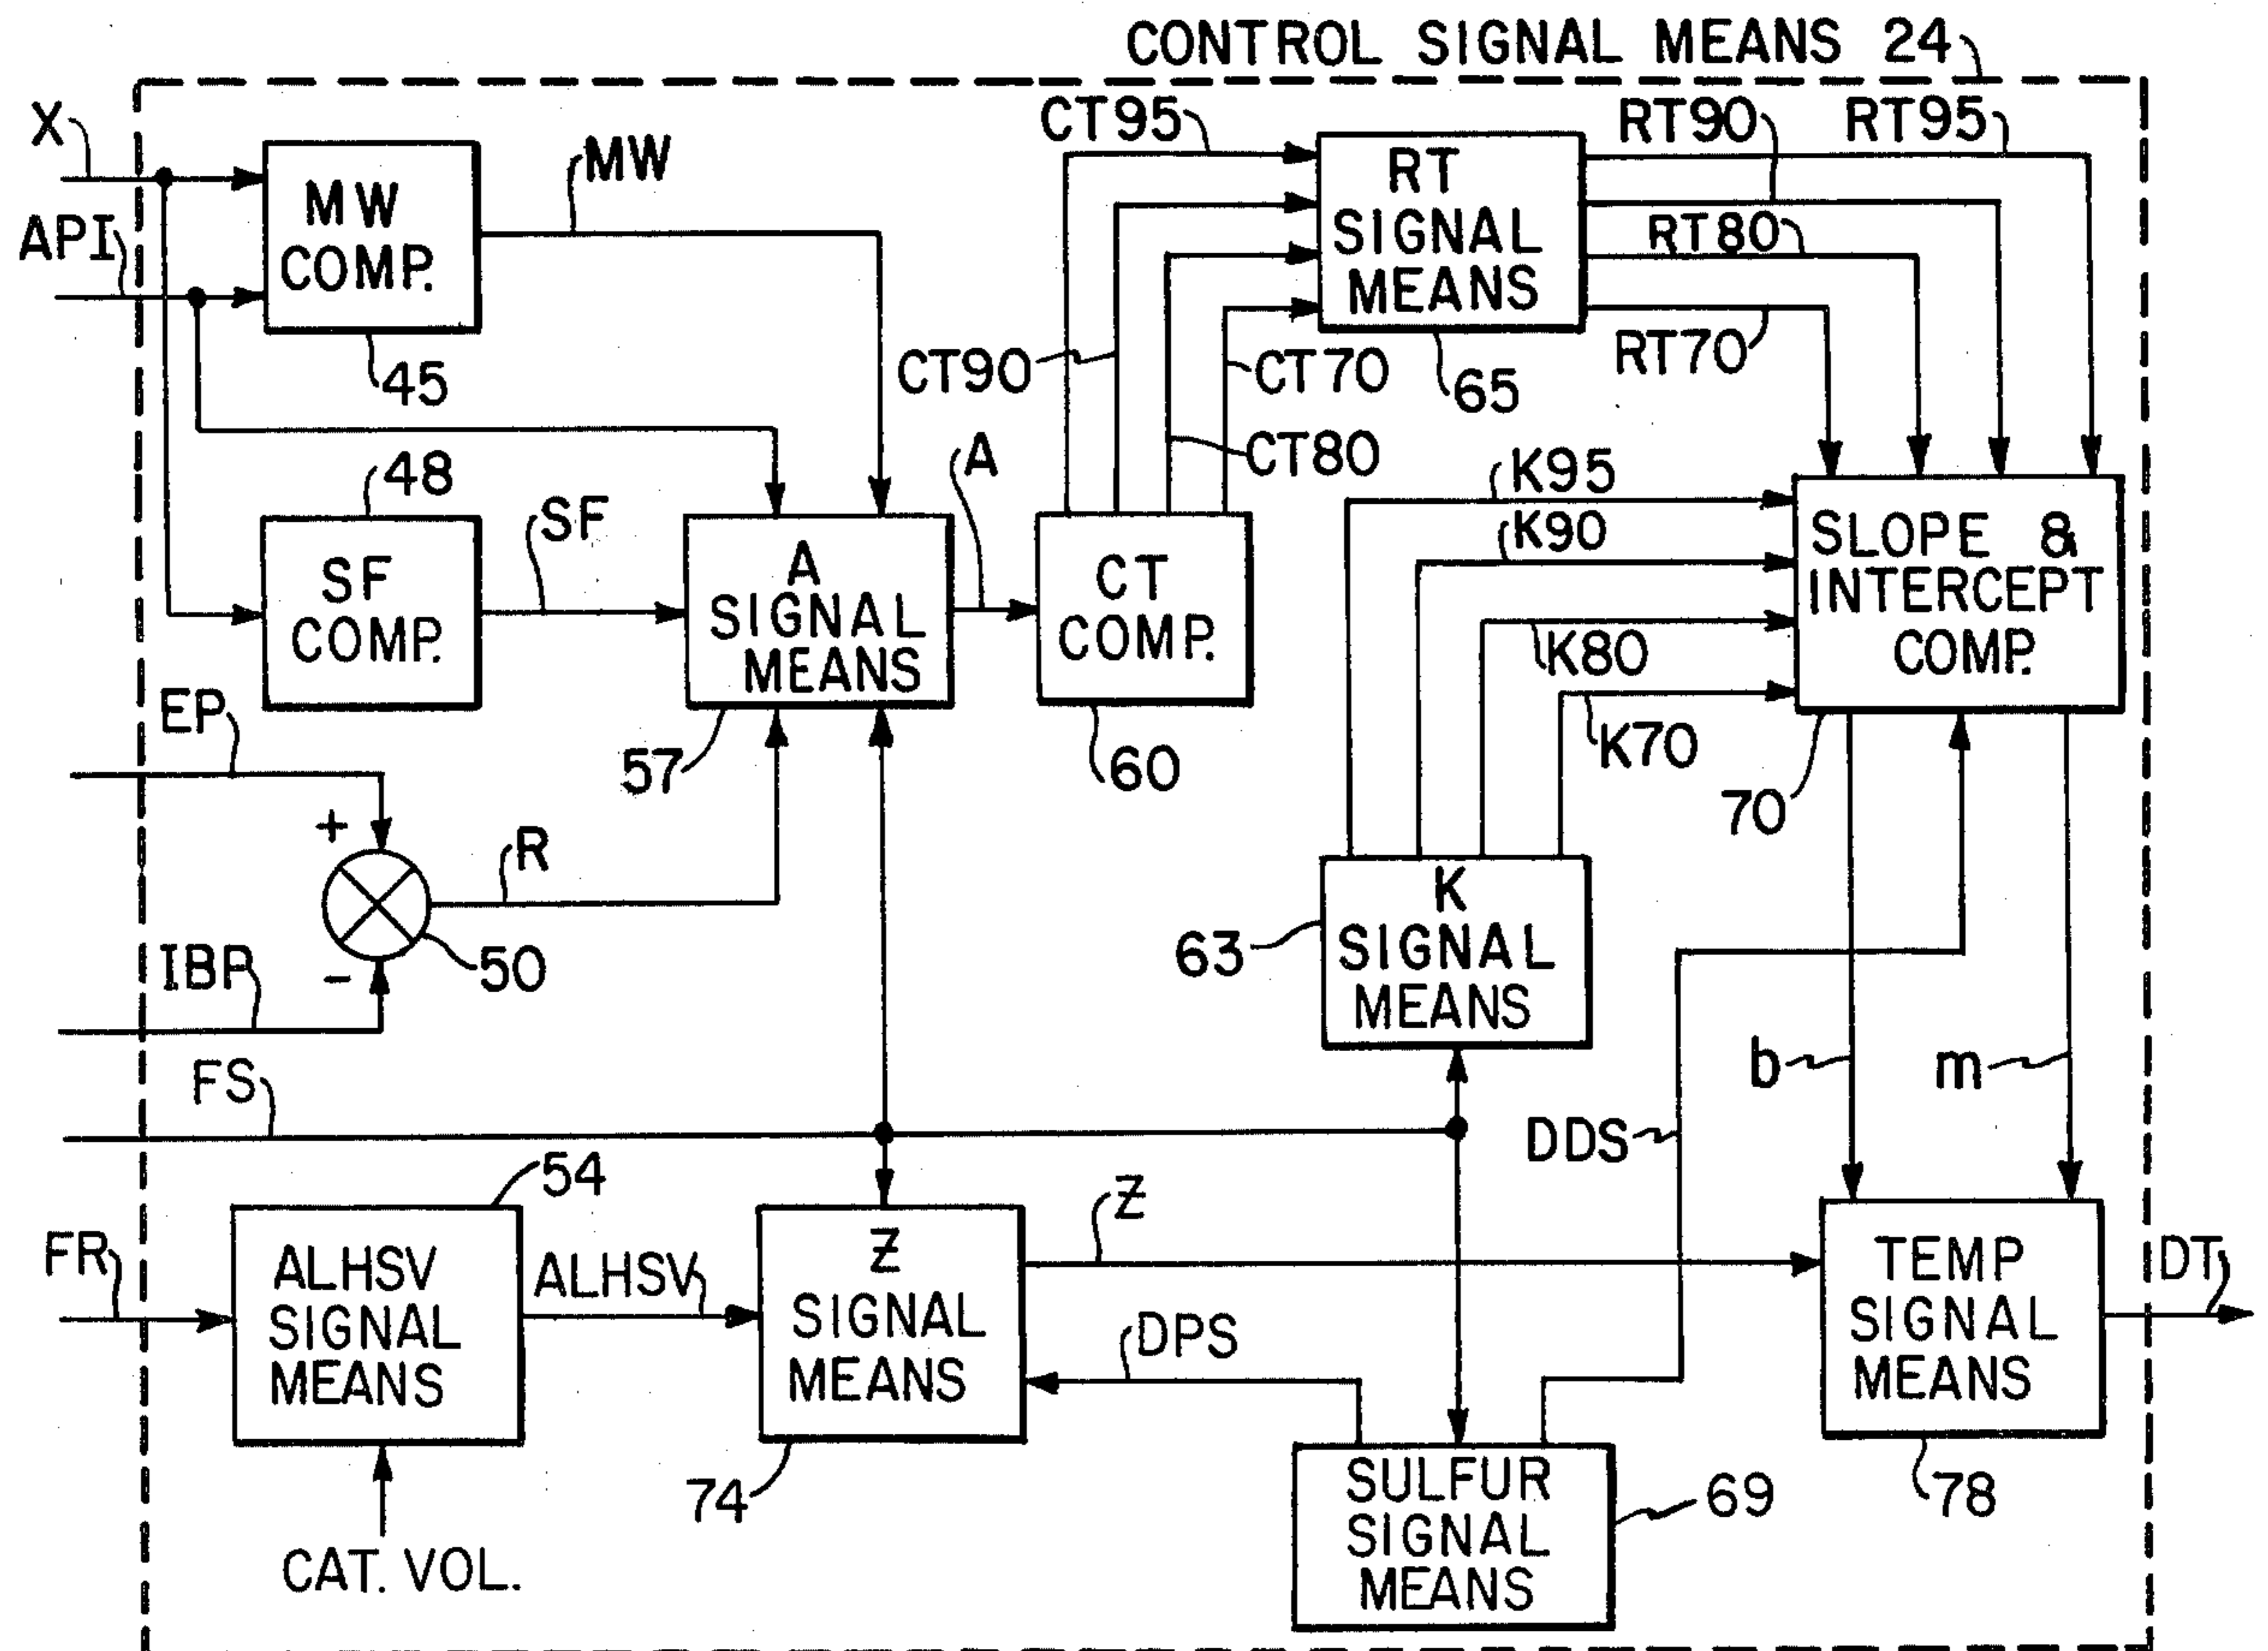 CONTROL SIGNAL MEANS 24
X
API
MW
COMP.
45
MW
CT95
CT90
CT80
CT70
RT
SIGNAL
MEANS
65
RT90
RT95
RT80
RT70
48
SF
COMP.
SF
A
SIGNAL
MEANS
57
A
CT
COMP.
60
K95
K90
K80
K70
SLOPE &
INTERCEPT
COMP.
70
EP
+
R
50
IBP
-
K
SIGNAL
MEANS
63
b
m
FS
DDS
54
FR
ALHSV
SIGNAL
MEANS
ALHSV
CAT. VOL.
Z
SIGNAL
MEANS
74
Z
DPS
SULFUR
SIGNAL
MEANS
69
TEMP
SIGNAL
MEANS
78
DT